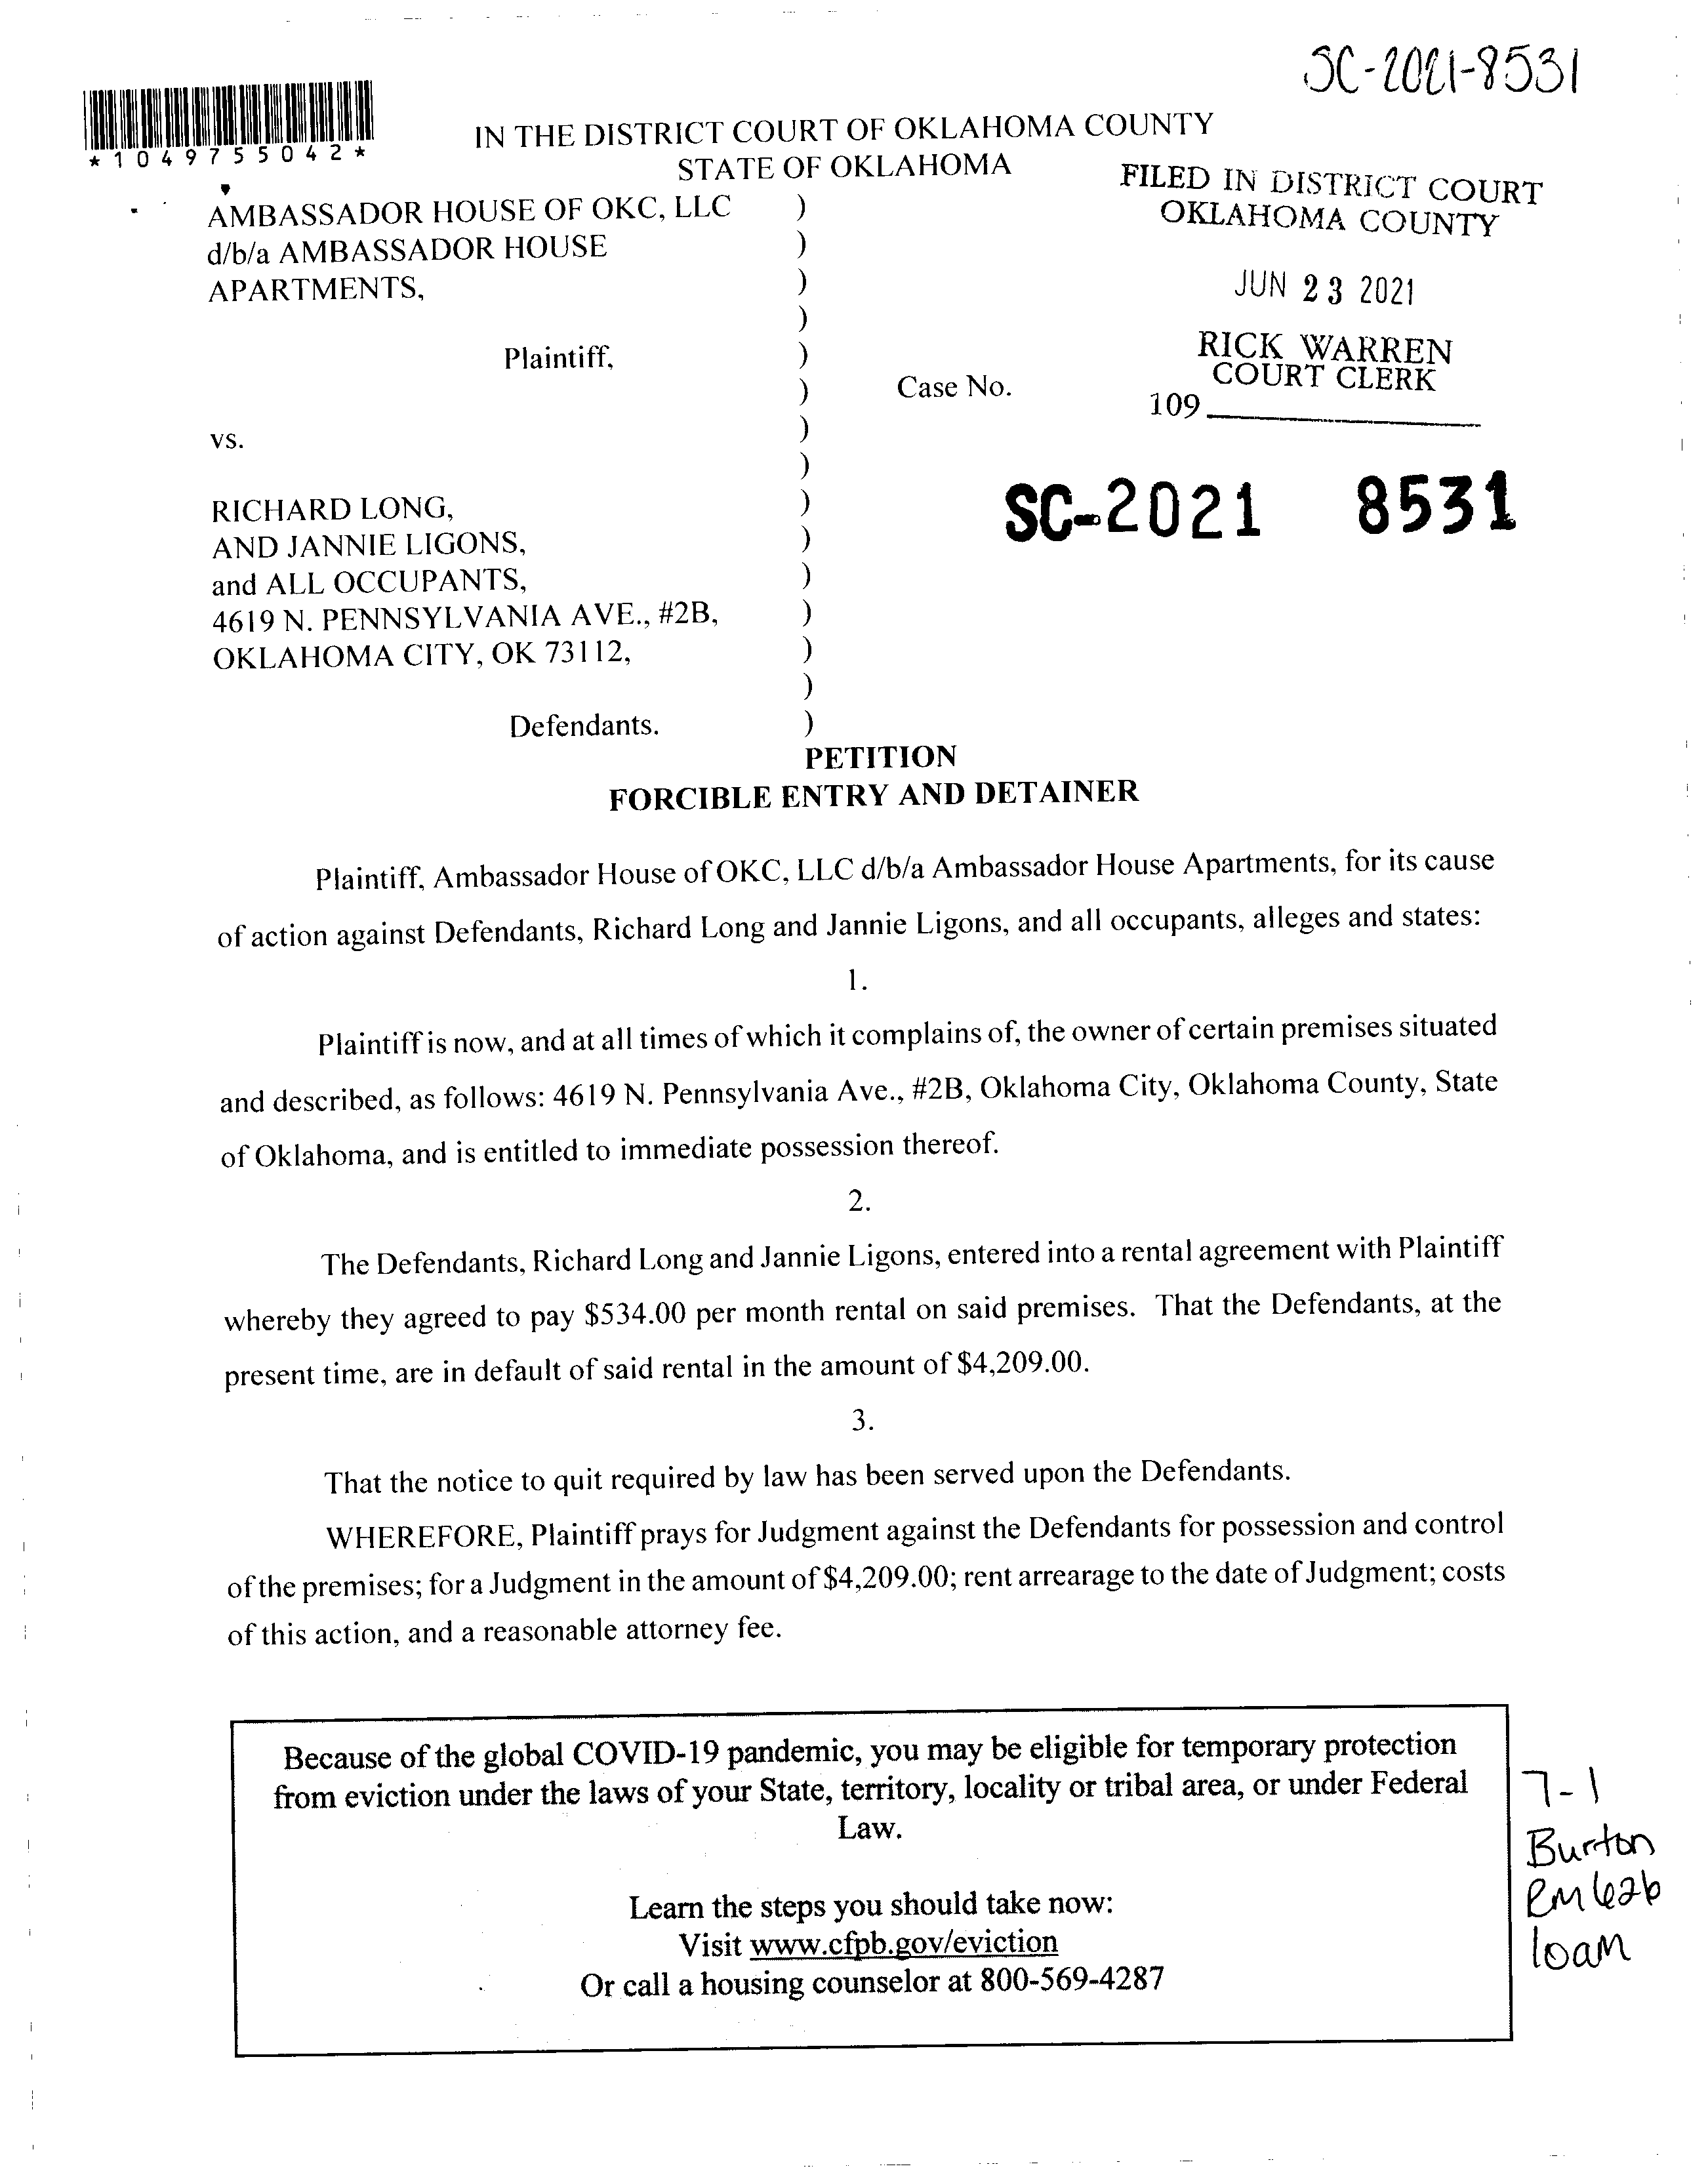 SC-2021-8531
*1049755042*
IN THE DISTRICT COURT OF OKLAHOMA COUNTY
STATE OF OKLAHOMA
FILED IN DISTRICT COURT
OKLAHOMA COUNTY
JUN 23 2021
RICK WARREN
COURT CLERK
109
AMBASSADOR HOUSE OF OKC, LLC )
d/b/a AMBASSADOR HOUSE )
APARTMENTS, )
)
Plaintiff, )
) Case No.
vs. )
)
RICHARD LONG, ) SC-2021 8531
AND JANNIE LIGONS, )
and ALL OCCUPANTS, )
4619 N. PENNSYLVANIA AVE., #2B, )
OKLAHOMA CITY, OK 73112, )
)
Defendants. )
PETITION
FORCIBLE ENTRY AND DETAINER
Plaintiff, Ambassador House of OKC, LLC d/b/a Ambassador House Apartments, for its cause
of action against Defendants, Richard Long and Jannie Ligons, and all occupants, alleges and states:
1.
Plaintiff is now, and at all times of which it complains of, the owner of certain premises situated
and described, as follows: 4619 N. Pennsylvania Ave., #2B, Oklahoma City, Oklahoma County, State
of Oklahoma, and is entitled to immediate possession thereof.
2.
The Defendants, Richard Long and Jannie Ligons, entered into a rental agreement with Plaintiff
whereby they agreed to pay $534.00 per month rental on said premises. That the Defendants, at the
present time, are in default of said rental in the amount of $4,209.00.
3.
That the notice to quit required by law has been served upon the Defendants.
WHEREFORE, Plaintiff prays for Judgment against the Defendants for possession and control
of the premises; for a Judgment in the amount of $4,209.00; rent arrearage to the date of Judgment; costs
of this action, and a reasonable attorney fee.
Because of the global COVID-19 pandemic, you may be eligible for temporary protection
from eviction under the laws of your State, territory, locality or tribal area, or under Federal
Law.
Learn the steps you should take now:
Visit www.cfpb.gov/eviction
Or call a housing counselor at 800-569-4287
7-1
Burton
RM 626
10am